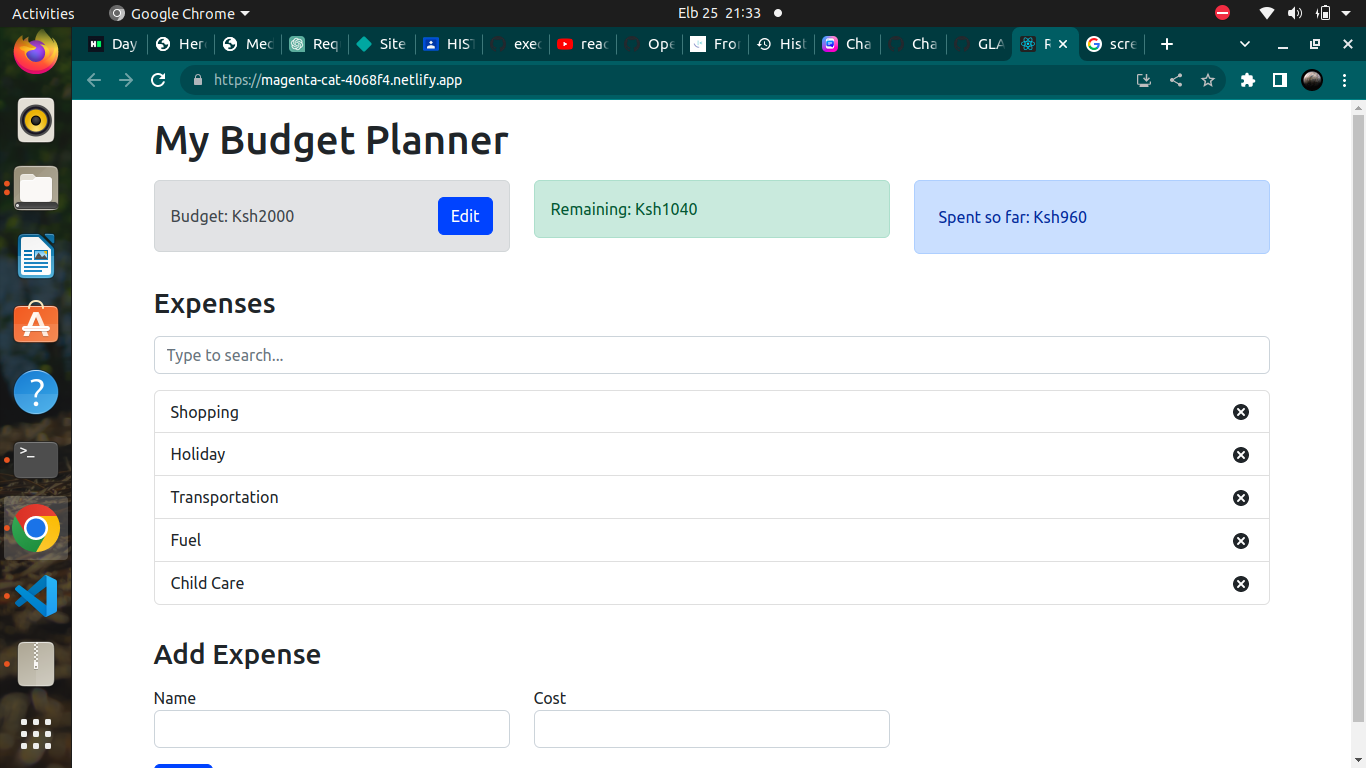 Activities Google Chrome Elb 25 21:33
Day Her Med Req Site HIST exec reac Ope Fror Hist Cha Cha GLA R scre
https://magenta-cat-4068f4.netlify.app
My Budget Planner
Budget: Ksh2000 Edit Remaining: Ksh1040 Spent so far: Ksh960
Expenses
Type to search...
Shopping
Holiday
Transportation
Fuel
Child Care
Add Expense
Name Cost